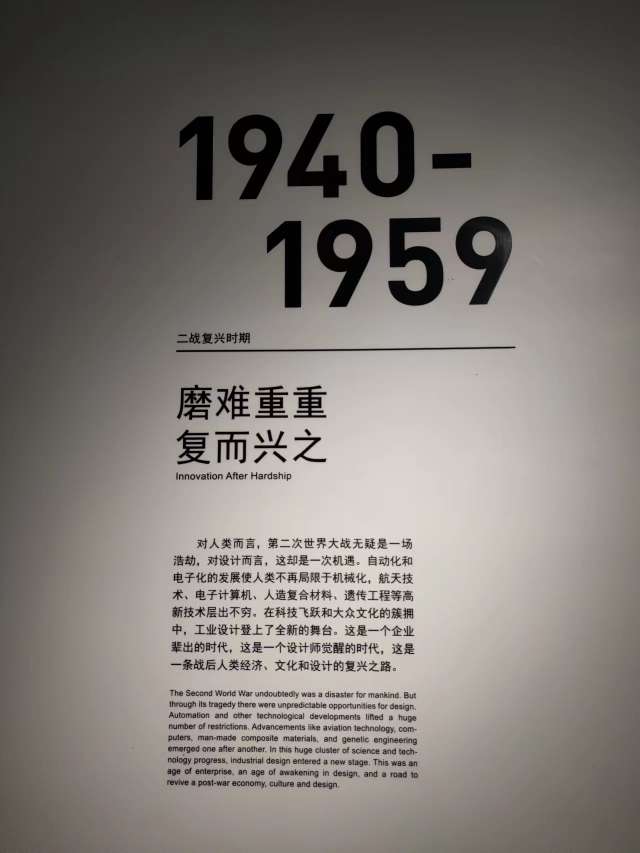 1940-
1959
二战复兴时期
磨难重重
复而兴之
Innovation After Hardship
对人类而言，第二次世界大战无疑是一场
浩劫，对设计而言，这却是一次机遇。自动化和
电子化的发展使人类不再局限于机械化，航天技
术、电子计算机、人造复合材料、遗传工程等高
新技术层出不穷。在科技飞跃和大众文化的簇拥
中，工业设计登上了全新的舞台。这是一个企业
辈出的时代，这是一个设计师觉醒的时代，这是
一条战后人类经济、文化和设计的复兴之路。
The Second World War undoubtedly was a disaster for mankind. But
through its tragedy there were unpredictable opportunities for design.
Automation and other technological developments lifted a huge
number of restrictions. Advancements like aviation technology, com-
puters, man-made composite materials, and genetic engineering
emerged one after another. In this huge cluster of science and tech-
nology progress, industrial design entered a new stage. This was an
age of enterprise, an age of awakening in design, and a road to
revive a post-war economy, culture and design.